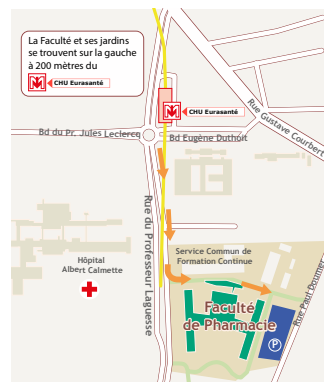 La Faculté et ses jardins
se trouvent sur la gauche
à 200 mètres du
CHU Eurasanté
CHU Eurasanté
Rue Gustave Courbert
Bd du Pr. Jules Leclercq
Bd Eugène Duthoit
Rue du Professeur Laguesse
Service Commun de
Formation Continue
Hôpital
Albert Calmette
Faculté
de Pharmacie
Rue Paul Doumer
P